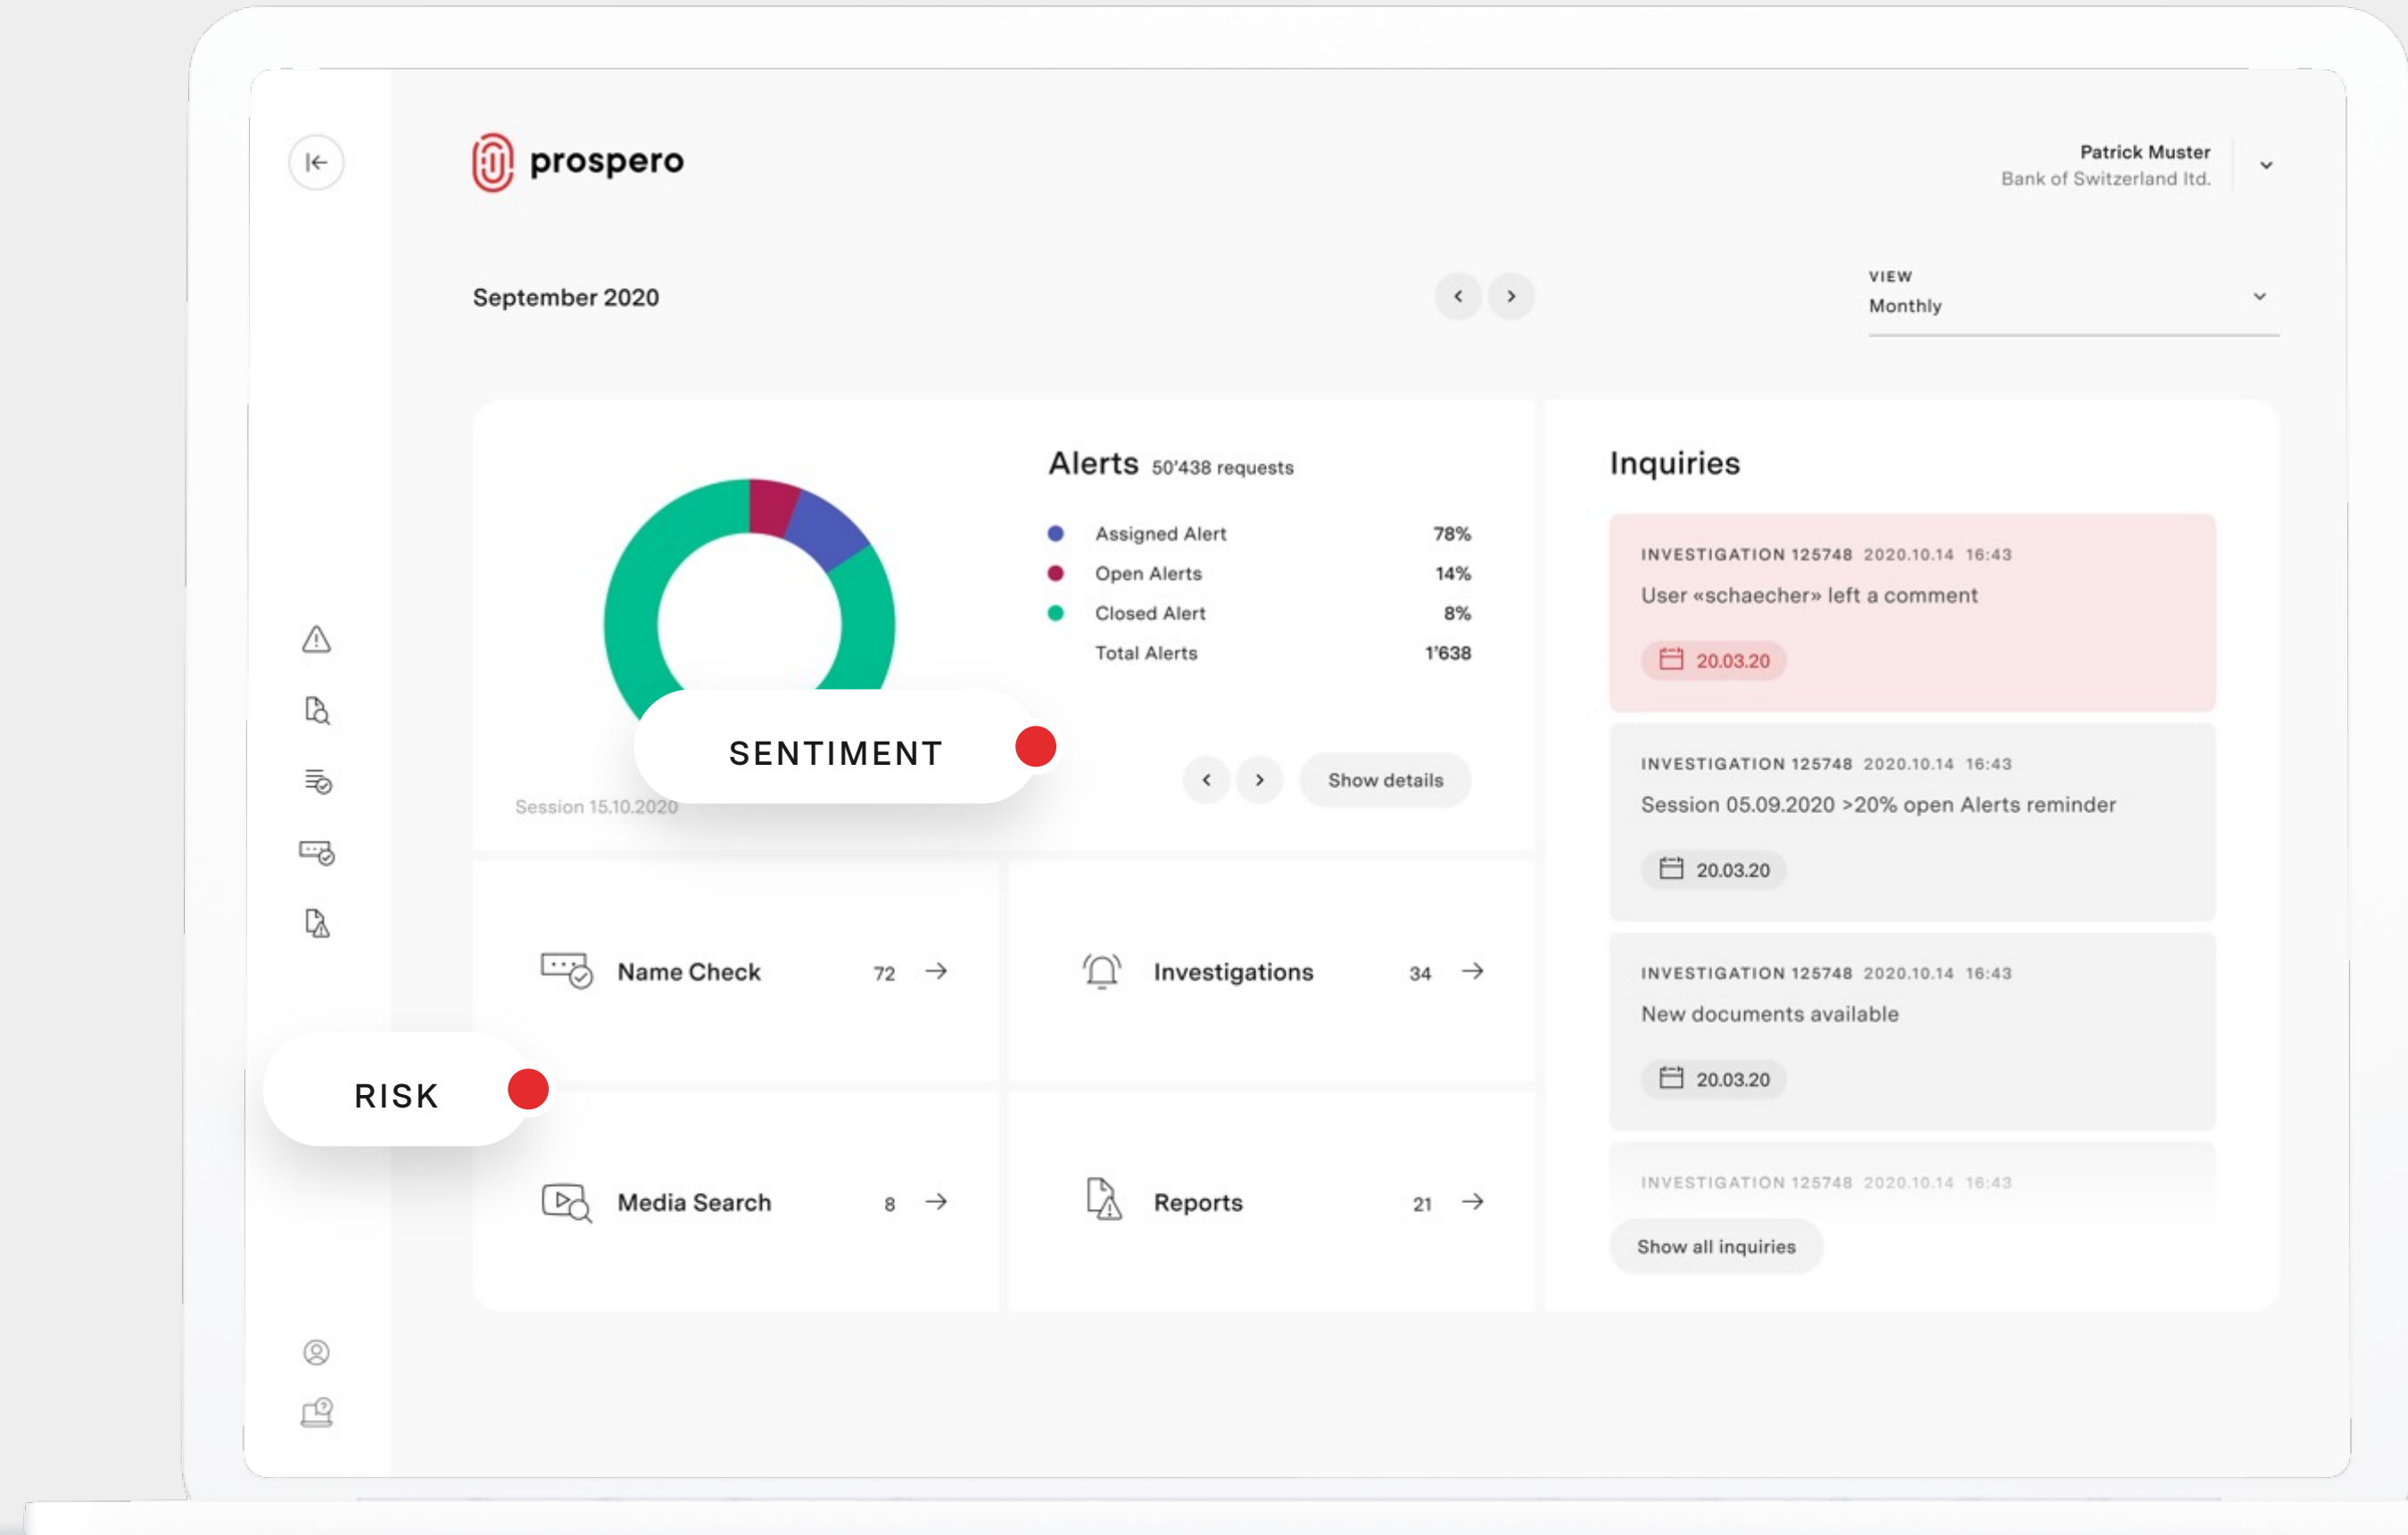 prospero
Patrick Muster
Bank of Switzerland ltd.
September 2020
VIEW
Monthly
Alerts 50'438 requests
Assigned Alert 78%
Open Alerts 14%
Closed Alert 8%
Total Alerts 1'638
SENTIMENT
Show details
Session 15.10.2020
Name Check 72
Investigations 34
RISK
Media Search 8
Reports 21
Inquiries
INVESTIGATION 125748 2020.10.14 16:43
User «schaecher» left a comment
20.03.20
INVESTIGATION 125748 2020.10.14 16:43
Session 05.09.2020 >20% open Alerts reminder
20.03.20
INVESTIGATION 125748 2020.10.14 16:43
New documents available
20.03.20
INVESTIGATION 125748 2020.10.14 16:43
Show all inquiries